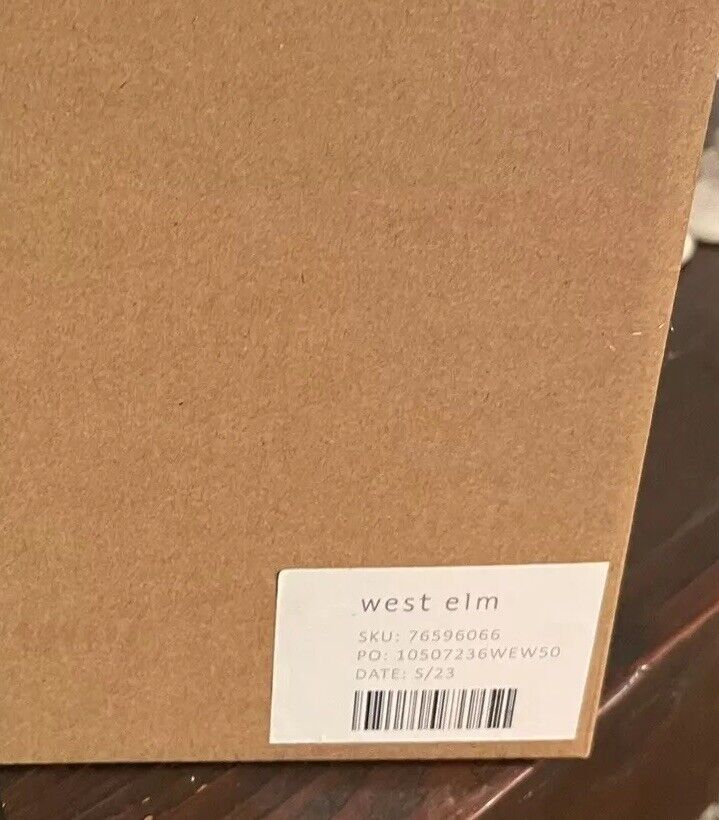 west elm
SKU: 76596066
PO: 10507236WEW50
DATE: 5/23